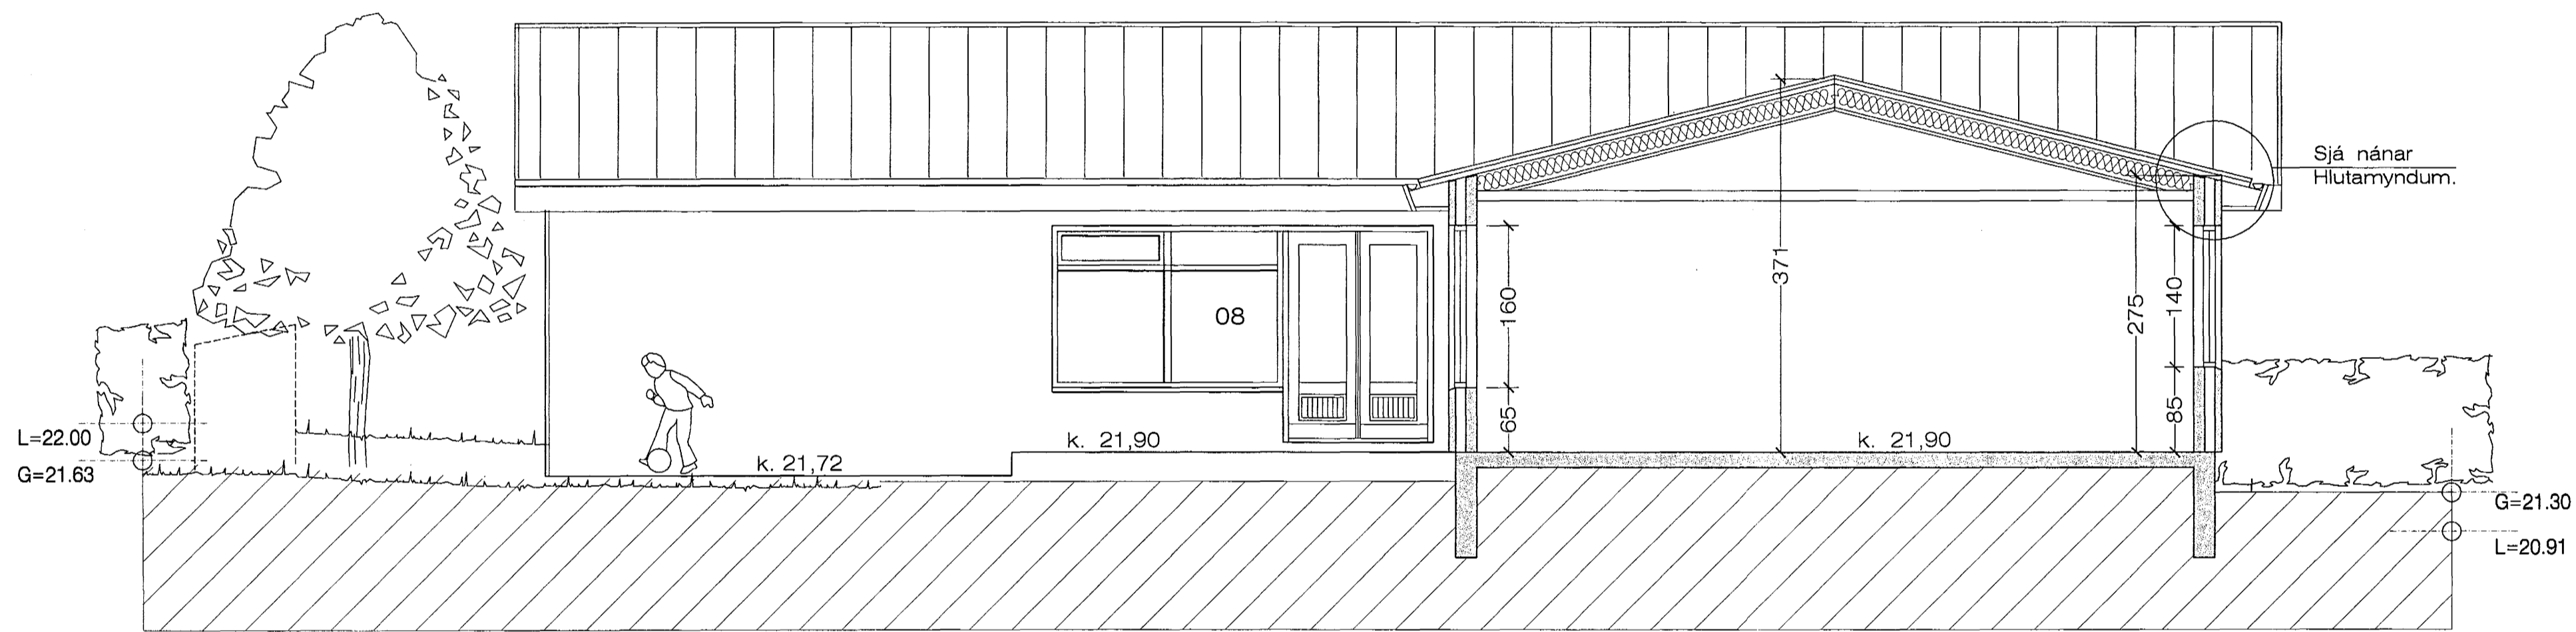 Sjá nánar
Hlutamyndum.
371
160
275
140
08
65
85
L=22.00
G=21.63
k. 21,72
k. 21,90
k. 21,90
G=21.30
L=20.91